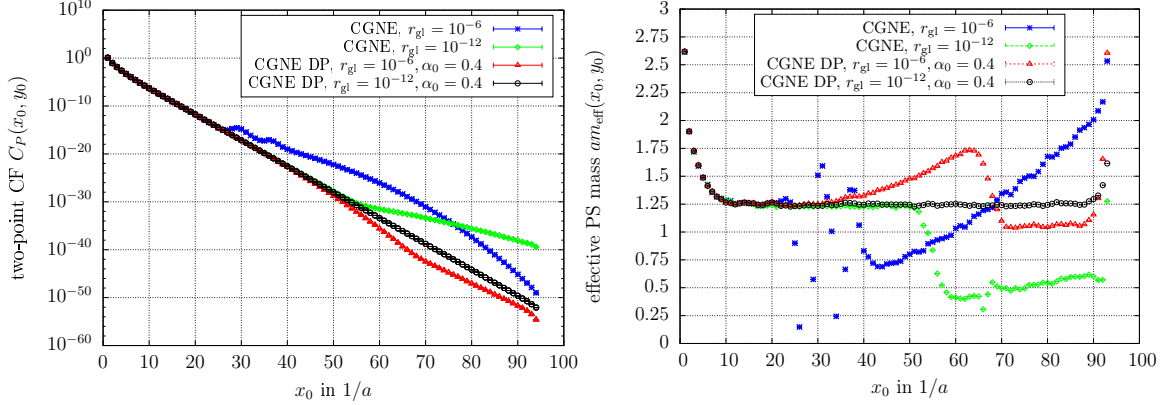 two-point CF C_P(x_0, y_0)
10^10
10^0
10^−10
10^−20
10^−30
10^−40
10^−50
10^−60
CGNE, r_gl = 10^−6
CGNE, r_gl = 10^−12
CGNE DP, r_gl = 10^−6, α_0 = 0.4
CGNE DP, r_gl = 10^−12, α_0 = 0.4
0 10 20 30 40 50 60 70 80 90 100
x_0 in 1/a
effective PS mass am_eff(x_0, y_0)
3
2.75
2.5
2.25
2
1.75
1.5
1.25
1
0.75
0.5
0.25
0
CGNE, r_gl = 10^−6
CGNE, r_gl = 10^−12
CGNE DP, r_gl = 10^−6, α_0 = 0.4
CGNE DP, r_gl = 10^−12, α_0 = 0.4
0 10 20 30 40 50 60 70 80 90 100
x_0 in 1/a